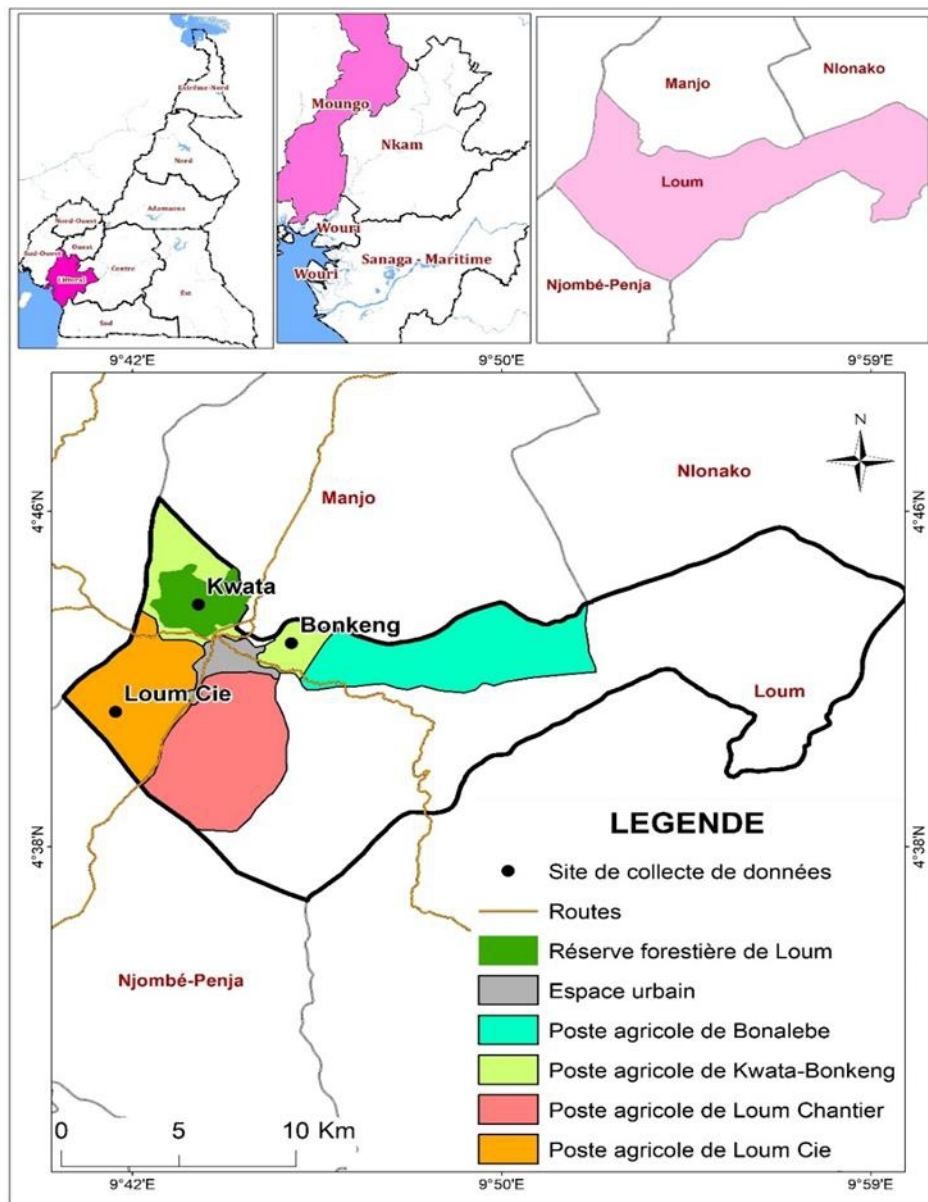 Extrême-Nord
Nord
Adamaoua
Nord-Ouest
Ouest
Sud-Ouest
Littoral
Centre
Est
Sud
Moungo
Nkam
Wouri
Wouri
Sanaga - Maritime
Manjo
Nlonako
Loum
Njombé-Penja
9°42'E
9°50'E
9°59'E
N
Nlonako
Manjo
4°46'N
4°46'N
Kwata
Bonkeng
Loum Cie
Loum
4°38'N
4°38'N
Njombé-Penja
LEGENDE
Site de collecte de données
Routes
Réserve forestière de Loum
Espace urbain
Poste agricole de Bonalebe
Poste agricole de Kwata-Bonkeng
Poste agricole de Loum Chantier
Poste agricole de Loum Cie
0 5 10 Km
9°42'E
9°50'E
9°59'E